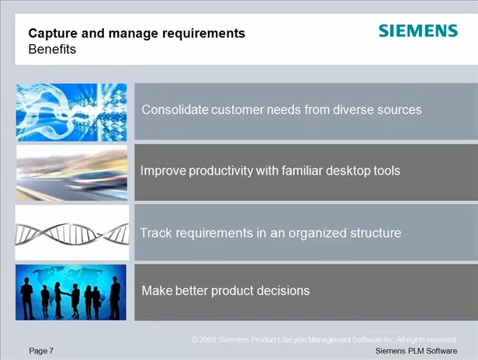 Capture and manage requirements
Benefits
SIEMENS
Consolidate customer needs from diverse sources
Improve productivity with familiar desktop tools
Track requirements in an organized structure
Make better product decisions
© 2009. Siemens Product Lifecycle Management Software Inc. All rights reserved
Page 7
Siemens PLM Software